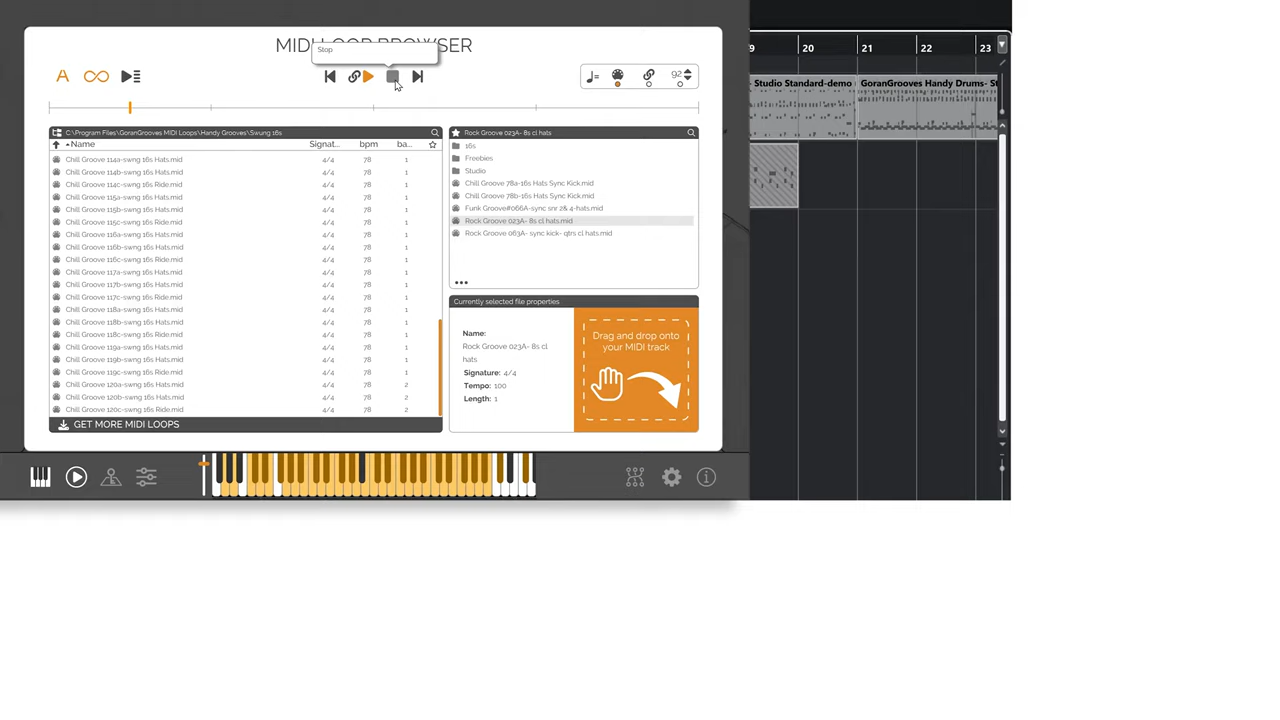 MIDI LOOP BROWSER
Stop
A
92
C:\Program Files\GoranGrooves MIDI Loops\Handy Grooves\Swung 16s
Name Signat... bpm ba...
Chill Groove 114a-swng 16s Hats.mid 4/4 78 1
Chill Groove 114b-swng 16s Hats.mid 4/4 78 1
Chill Groove 114c-swng 16s Ride.mid 4/4 78 1
Chill Groove 115a-swng 16s Hats.mid 4/4 78 1
Chill Groove 115b-swng 16s Hats.mid 4/4 78 1
Chill Groove 115c-swng 16s Ride.mid 4/4 78 1
Chill Groove 116a-swng 16s Hats.mid 4/4 78 1
Chill Groove 116b-swng 16s Hats.mid 4/4 78 1
Chill Groove 116c-swng 16s Ride.mid 4/4 78 1
Chill Groove 117a-swng 16s Hats.mid 4/4 78 1
Chill Groove 117b-swng 16s Hats.mid 4/4 78 1
Chill Groove 117c-swng 16s Ride.mid 4/4 78 1
Chill Groove 118a-swng 16s Hats.mid 4/4 78 1
Chill Groove 118b-swng 16s Hats.mid 4/4 78 1
Chill Groove 118c-swng 16s Ride.mid 4/4 78 1
Chill Groove 119a-swng 16s Hats.mid 4/4 78 1
Chill Groove 119b-swng 16s Hats.mid 4/4 78 1
Chill Groove 119c-swng 16s Ride.mid 4/4 78 1
Chill Groove 120a-swng 16s Hats.mid 4/4 78 2
Chill Groove 120b-swng 16s Hats.mid 4/4 78 2
Chill Groove 120c-swng 16s Ride.mid 4/4 78 2
GET MORE MIDI LOOPS
Rock Groove 023A- 8s cl hats
16s
Freebies
Studio
Chill Groove 78a-16s Hats Sync Kick.mid
Chill Groove 78b-16s Hats Sync Kick.mid
Funk Groove#066A-sync snr 2& 4-hats.mid
Rock Groove 023A- 8s cl hats.mid
Rock Groove 063A- sync kick- qtrs cl hats.mid
...
Currently selected file properties
Name:
Rock Groove 023A- 8s cl
hats
Signature: 4/4
Tempo: 100
Length: 1
Drag and drop onto
your MIDI track
9 20 21 22 23
Studio Standard-demo
GoranGrooves Handy Drums- St